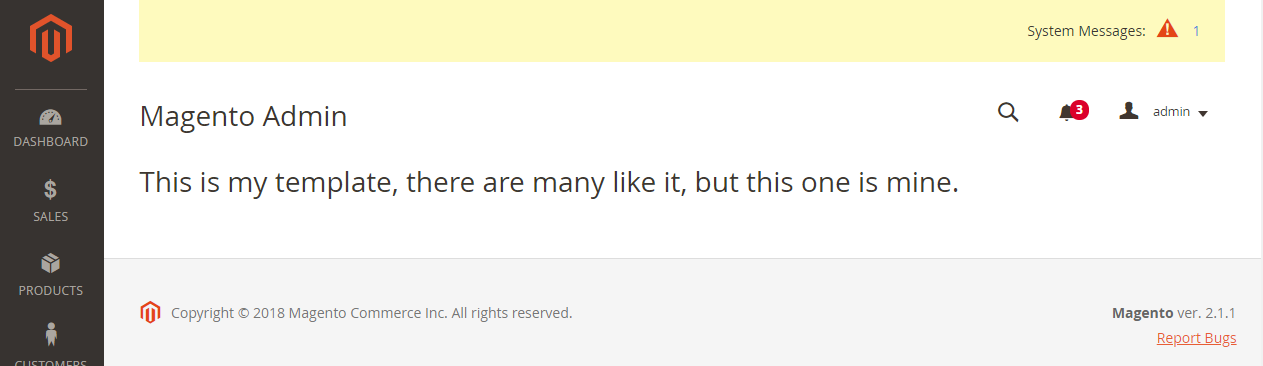 System Messages: 1
Magento Admin
3
admin
This is my template, there are many like it, but this one is mine.
DASHBOARD
SALES
PRODUCTS
CUSTOMERS
Copyright © 2018 Magento Commerce Inc. All rights reserved.
Magento ver. 2.1.1
Report Bugs